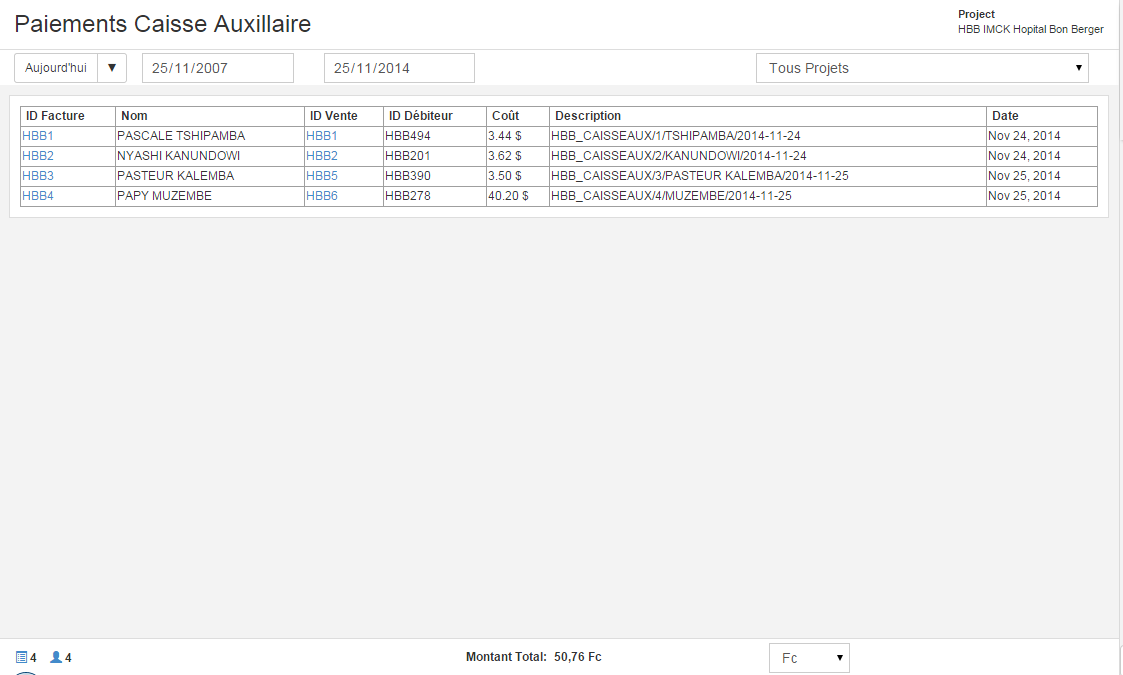 Paiements Caisse Auxillaire
Project
HBB IMCK Hopital Bon Berger
Aujourd'hui ▼ 25/11/2007 25/11/2014 Tous Projets
ID Facture Nom ID Vente ID Débiteur Coût Description Date
HBB1 PASCALE TSHIPAMBA HBB1 HBB494 3.44 $ HBB_CAISSEAUX/1/TSHIPAMBA/2014-11-24 Nov 24, 2014
HBB2 NYASHI KANUNDOWI HBB2 HBB201 3.62 $ HBB_CAISSEAUX/2/KANUNDOWI/2014-11-24 Nov 24, 2014
HBB3 PASTEUR KALEMBA HBB5 HBB390 3.50 $ HBB_CAISSEAUX/3/PASTEUR KALEMBA/2014-11-25 Nov 25, 2014
HBB4 PAPY MUZEMBE HBB6 HBB278 40.20 $ HBB_CAISSEAUX/4/MUZEMBE/2014-11-25 Nov 25, 2014
4 4 Montant Total: 50,76 Fc Fc